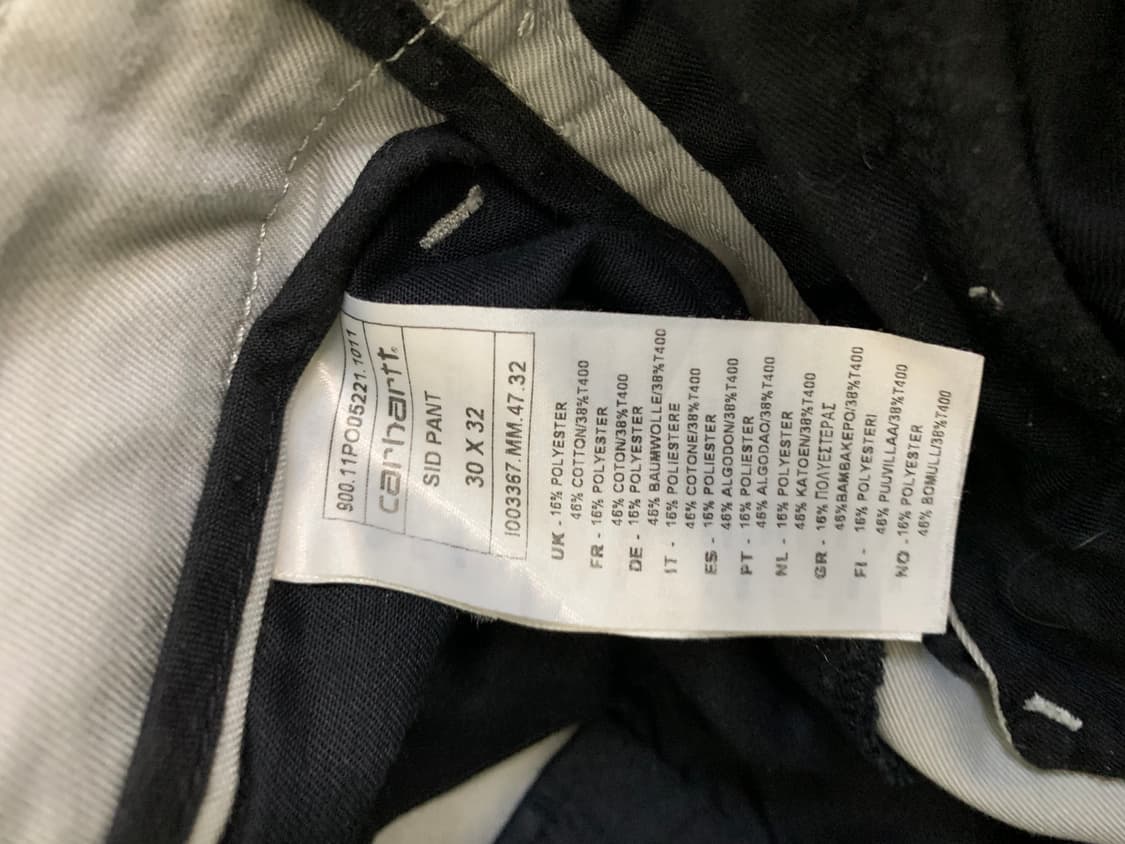 900.11PO05221.1011
carhartt®
SID PANT
30 X 32
I003367.MM.47.32
UK - 16% POLYESTER
46% COTTON/38%T400
FR - 16% POLYESTER
46% COTON/38%T400
DE - 16% POLYESTER
46% BAUMWOLLE/38%T400
IT - 16% POLIESTERE
46% COTONE/38%T400
ES - 16% POLIESTER
46% ALGODON/38%T400
PT - 16% POLIESTER
46% ALGODAO/38%T400
NL - 16% POLYESTER
46% KATOEN/38%T400
GR - 16% ΠΟΛΥΕΣΤΕΡΑΣ
46%ΒΑΜΒΑΚΕΡΟ/38%T400
FI - 16% POLYESTERI
46% PUUVILLAA/38%T400
NO - 16% POLYESTER
46% BOMULL/38%T400